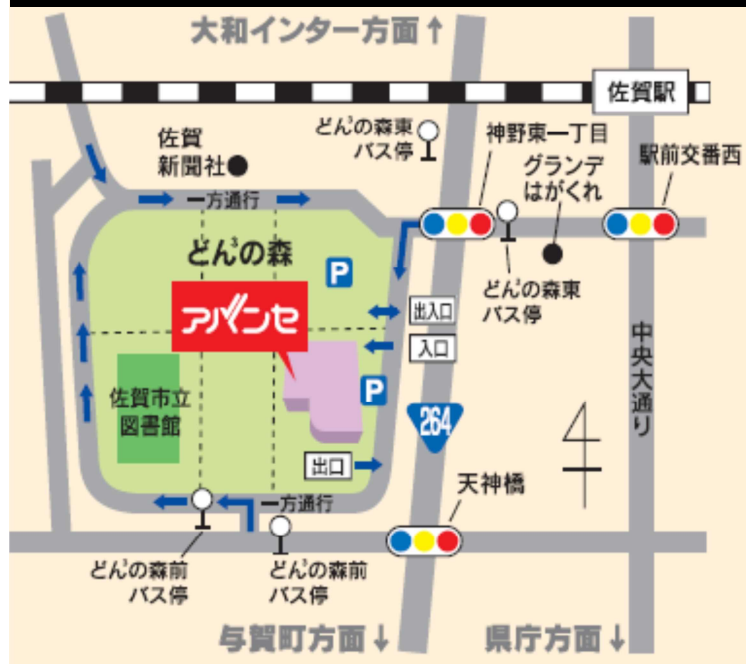 大和インター方面↑
佐賀駅
どん³の森東
バス停
神野東一丁目
佐賀
新聞社
グランデ
はがくれ
駅前交番西
一方通行
どん³の森
P
アバンセ
どん³の森東
バス停
出入口
入口
中央大通り
佐賀市立
図書館
P
264
出口
天神橋
一方通行
どん³の森前
バス停
どん³の森前
バス停
与賀町方面↓
県庁方面↓